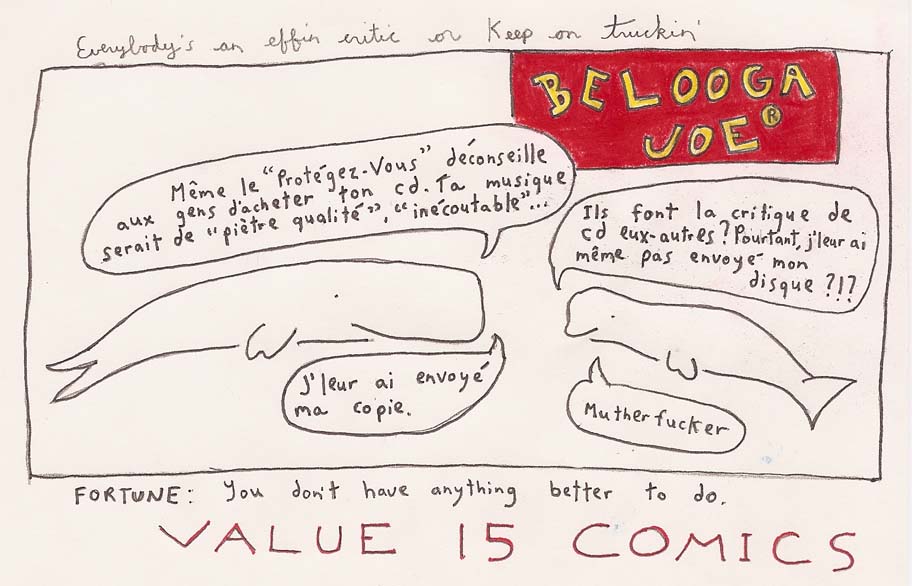 Everybody's an effin critic or Keep on truckin'
BELOOGA
JOE®
Même le "Protégez-Vous" déconseille
aux gens d'acheter ton cd. Ta musique
serait de "piètre qualité", "inécoutable"...
Ils font la critique de
cd eux-autres? Pourtant, j'leur ai
même pas envoyé mon
disque ?!?
J'leur ai envoyé
ma copie.
Mutherfucker
FORTUNE: You don't have anything better to do.
VALUE 15 COMICS